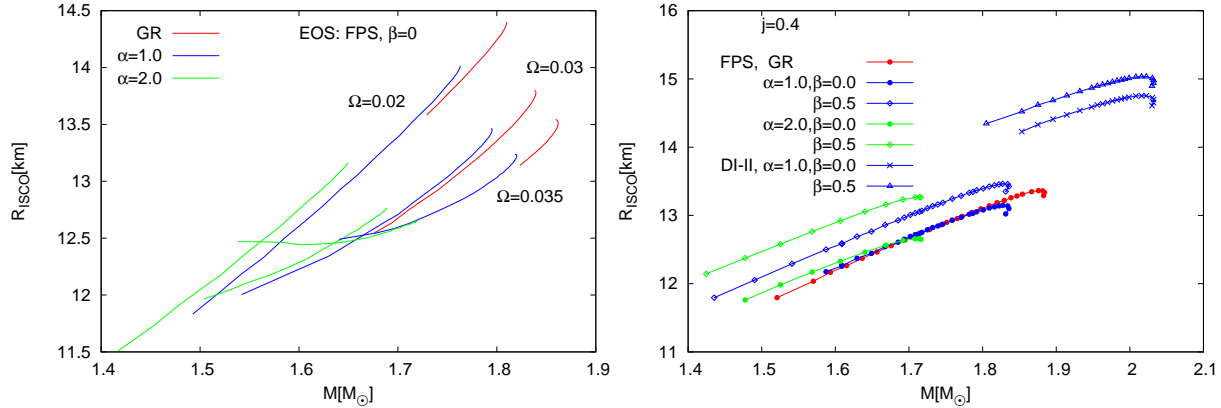 GR
α=1.0
α=2.0
EOS: FPS, β=0
Ω=0.02
Ω=0.03
Ω=0.035
R_ISCO[km]
14.5
14
13.5
13
12.5
12
11.5
1.4 1.5 1.6 1.7 1.8 1.9
M[M_⊙]
j=0.4
FPS, GR
α=1.0,β=0.0
β=0.5
α=2.0,β=0.0
β=0.5
DI-II, α=1.0,β=0.0
β=0.5
R_ISCO[km]
16
15
14
13
12
11
1.4 1.5 1.6 1.7 1.8 1.9 2 2.1
M[M_⊙]